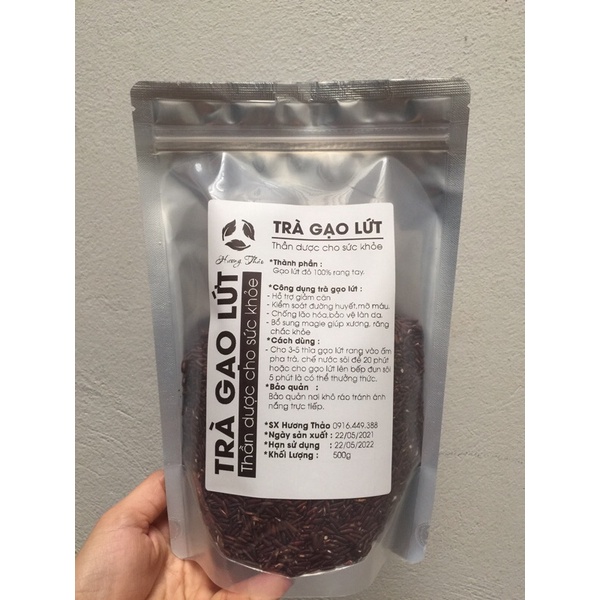 TRÀ GẠO LỨT
Thần dược cho sức khỏe
Hương Thảo
TRÀ GẠO LỨT
Thần dược cho sức khỏe
*Thành phần :
Gạo lứt đỏ 100% rang tay.
*Công dụng trà gạo lứt :
- Hỗ trợ giảm cân
- Kiểm soát đường huyết,mỡ máu.
- Chống lão hóa,bảo vệ làn da.
- Bổ sung magie giúp xương, răng
chắc khỏe
*Cách dùng :
- Cho 3-5 thìa gạo lứt rang vào ấm
pha trà, chế nước sôi để 20 phút
hoặc cho gạo lứt lên bếp đun sôi
5 phút là có thể thưởng thức.
*Bảo quản :
Bảo quản nơi khô ráo tránh ánh
nắng trực tiếp.
*SX Hương Thảo 0916.449.388
*Ngày sản xuất : 22/05/2021
*Hạn sử dụng : 22/05/2022
*Khối Lượng : 500g